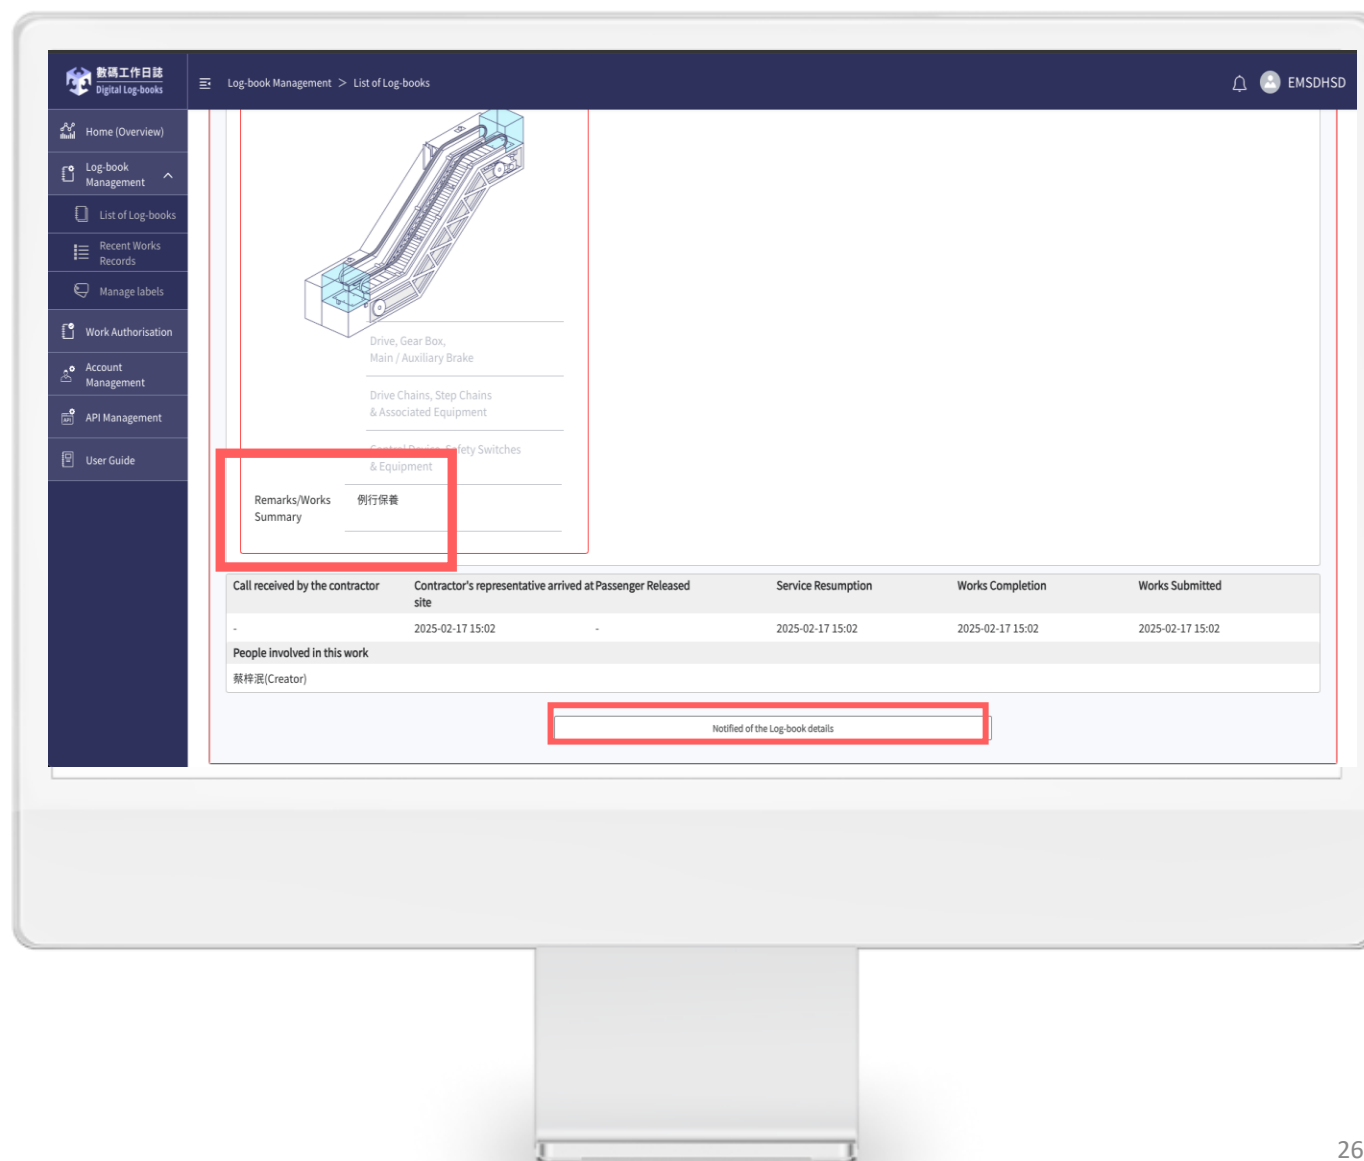 數碼工作日誌
Digital Log-books
Log-book Management > List of Log-books
EMSDHSD
Home (Overview)
Log-book
Management
List of Log-books
Recent Works
Records
Manage labels
Work Authorisation
Account
Management
API Management
User Guide
Drive, Gear Box,
Main / Auxiliary Brake
Drive Chains, Step Chains
& Associated Equipment
Control Device, Safety Switches
& Equipment
Remarks/Works
Summary
例行保養
Call received by the contractor
Contractor's representative arrived at
site
Passenger Released
Service Resumption
Works Completion
Works Submitted
-
2025-02-17 15:02
-
2025-02-17 15:02
2025-02-17 15:02
2025-02-17 15:02
People involved in this work
蔡梓泯(Creator)
Notified of the Log-book details
26